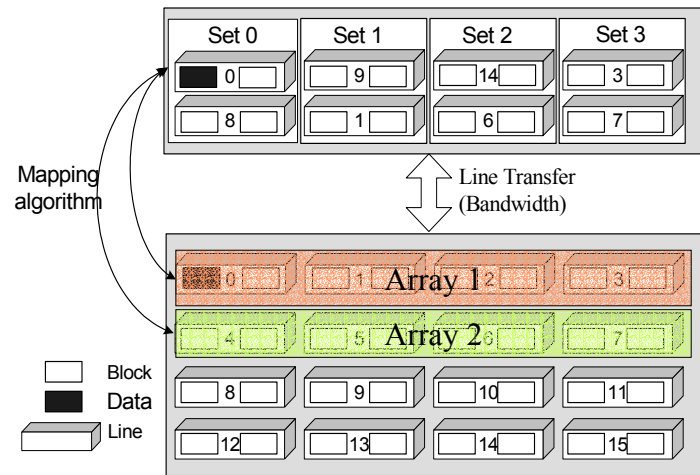 Set 0 Set 1 Set 2 Set 3
0 9 14 3
8 1 6 7
Mapping
algorithm
Line Transfer
(Bandwidth)
0 1 2 3
Array 1
4 5 6 7
Array 2
8 9 10 11
12 13 14 15
Block
Data
Line